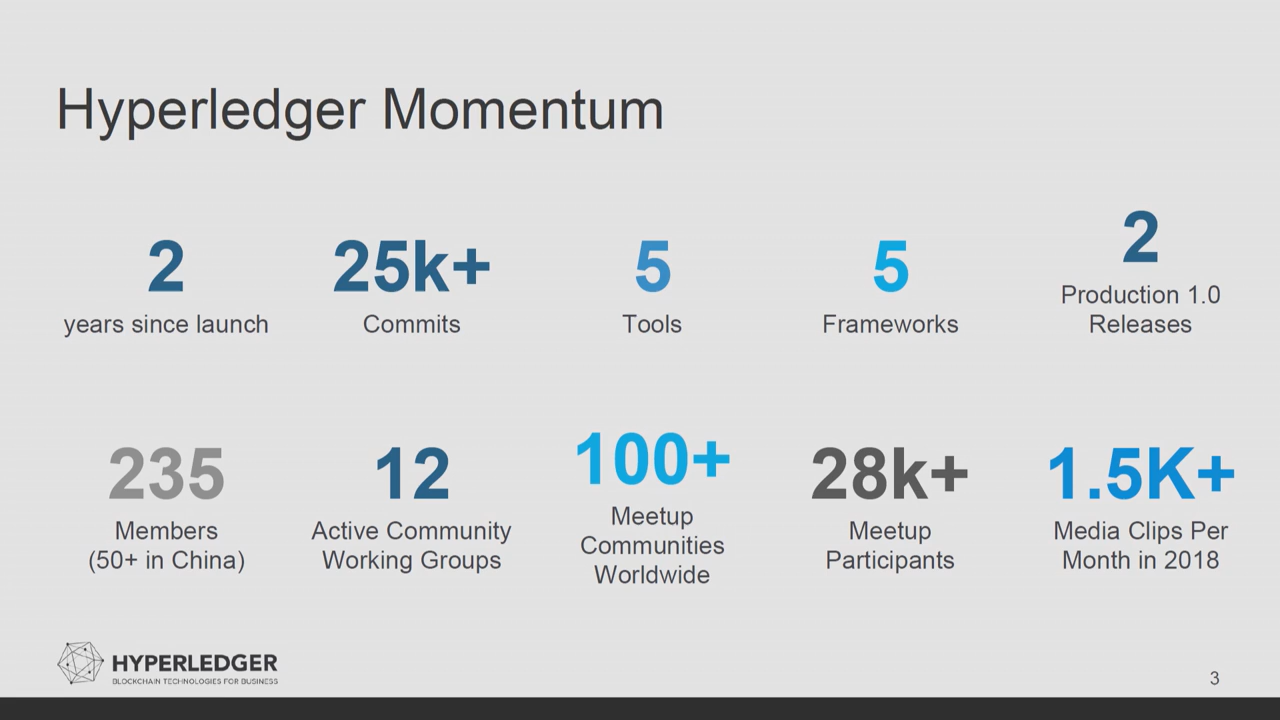 Hyperledger Momentum
2
years since launch
25k+
Commits
5
Tools
5
Frameworks
2
Production 1.0
Releases
235
Members
(50+ in China)
12
Active Community
Working Groups
100+
Meetup
Communities
Worldwide
28k+
Meetup
Participants
1.5K+
Media Clips Per
Month in 2018
HYPERLEDGER
BLOCKCHAIN TECHNOLOGIES FOR BUSINESS
3